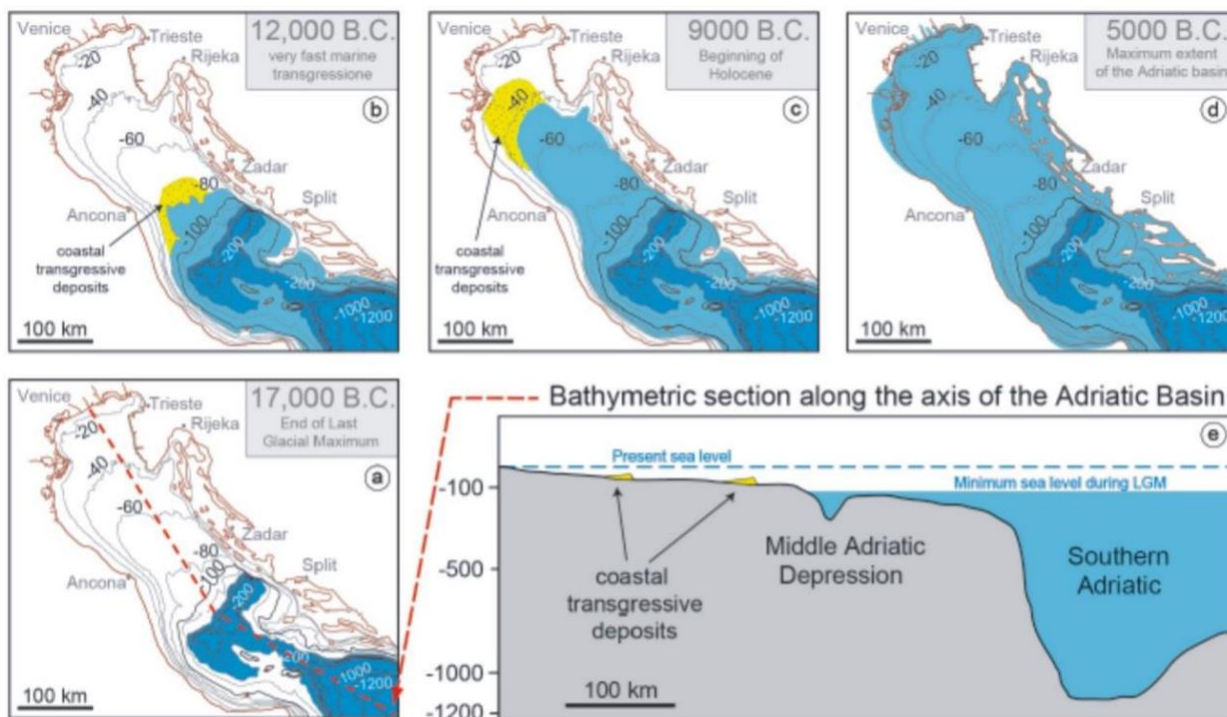 Venice
Trieste
Rijeka
12,000 B.C.
very fast marine
transgressione
b
-20
-40
-60
-80
Zadar
Ancona
-100
Split
coastal
transgressive
deposits
-200
-200
-1000
-1200
100 km
Venice
Trieste
Rijeka
9000 B.C.
Beginning of
Holocene
c
-20
-40
-60
Zadar
-80
Ancona
-100
Split
coastal
transgressive
deposits
-200
-200
-1000
-1200
100 km
Venice
Trieste
Rijeka
5000 B.C.
Maximum extent
of the Adriatic basin
d
-20
-40
-60
Zadar
-80
Ancona
-100
Split
-200
-200
-1000
-1200
100 km
Venice
Trieste
Rijeka
17,000 B.C.
End of Last
Glacial Maximum
a
-20
-40
-60
Zadar
-80
-100
Ancona
Split
-200
-200
-1000
-1200
100 km
Bathymetric section along the axis of the Adriatic Basin
e
Present sea level
Minimum sea level during LGM
-100
-500
-1000
-1200
coastal
transgressive
deposits
Middle Adriatic
Depression
Southern
Adriatic
100 km